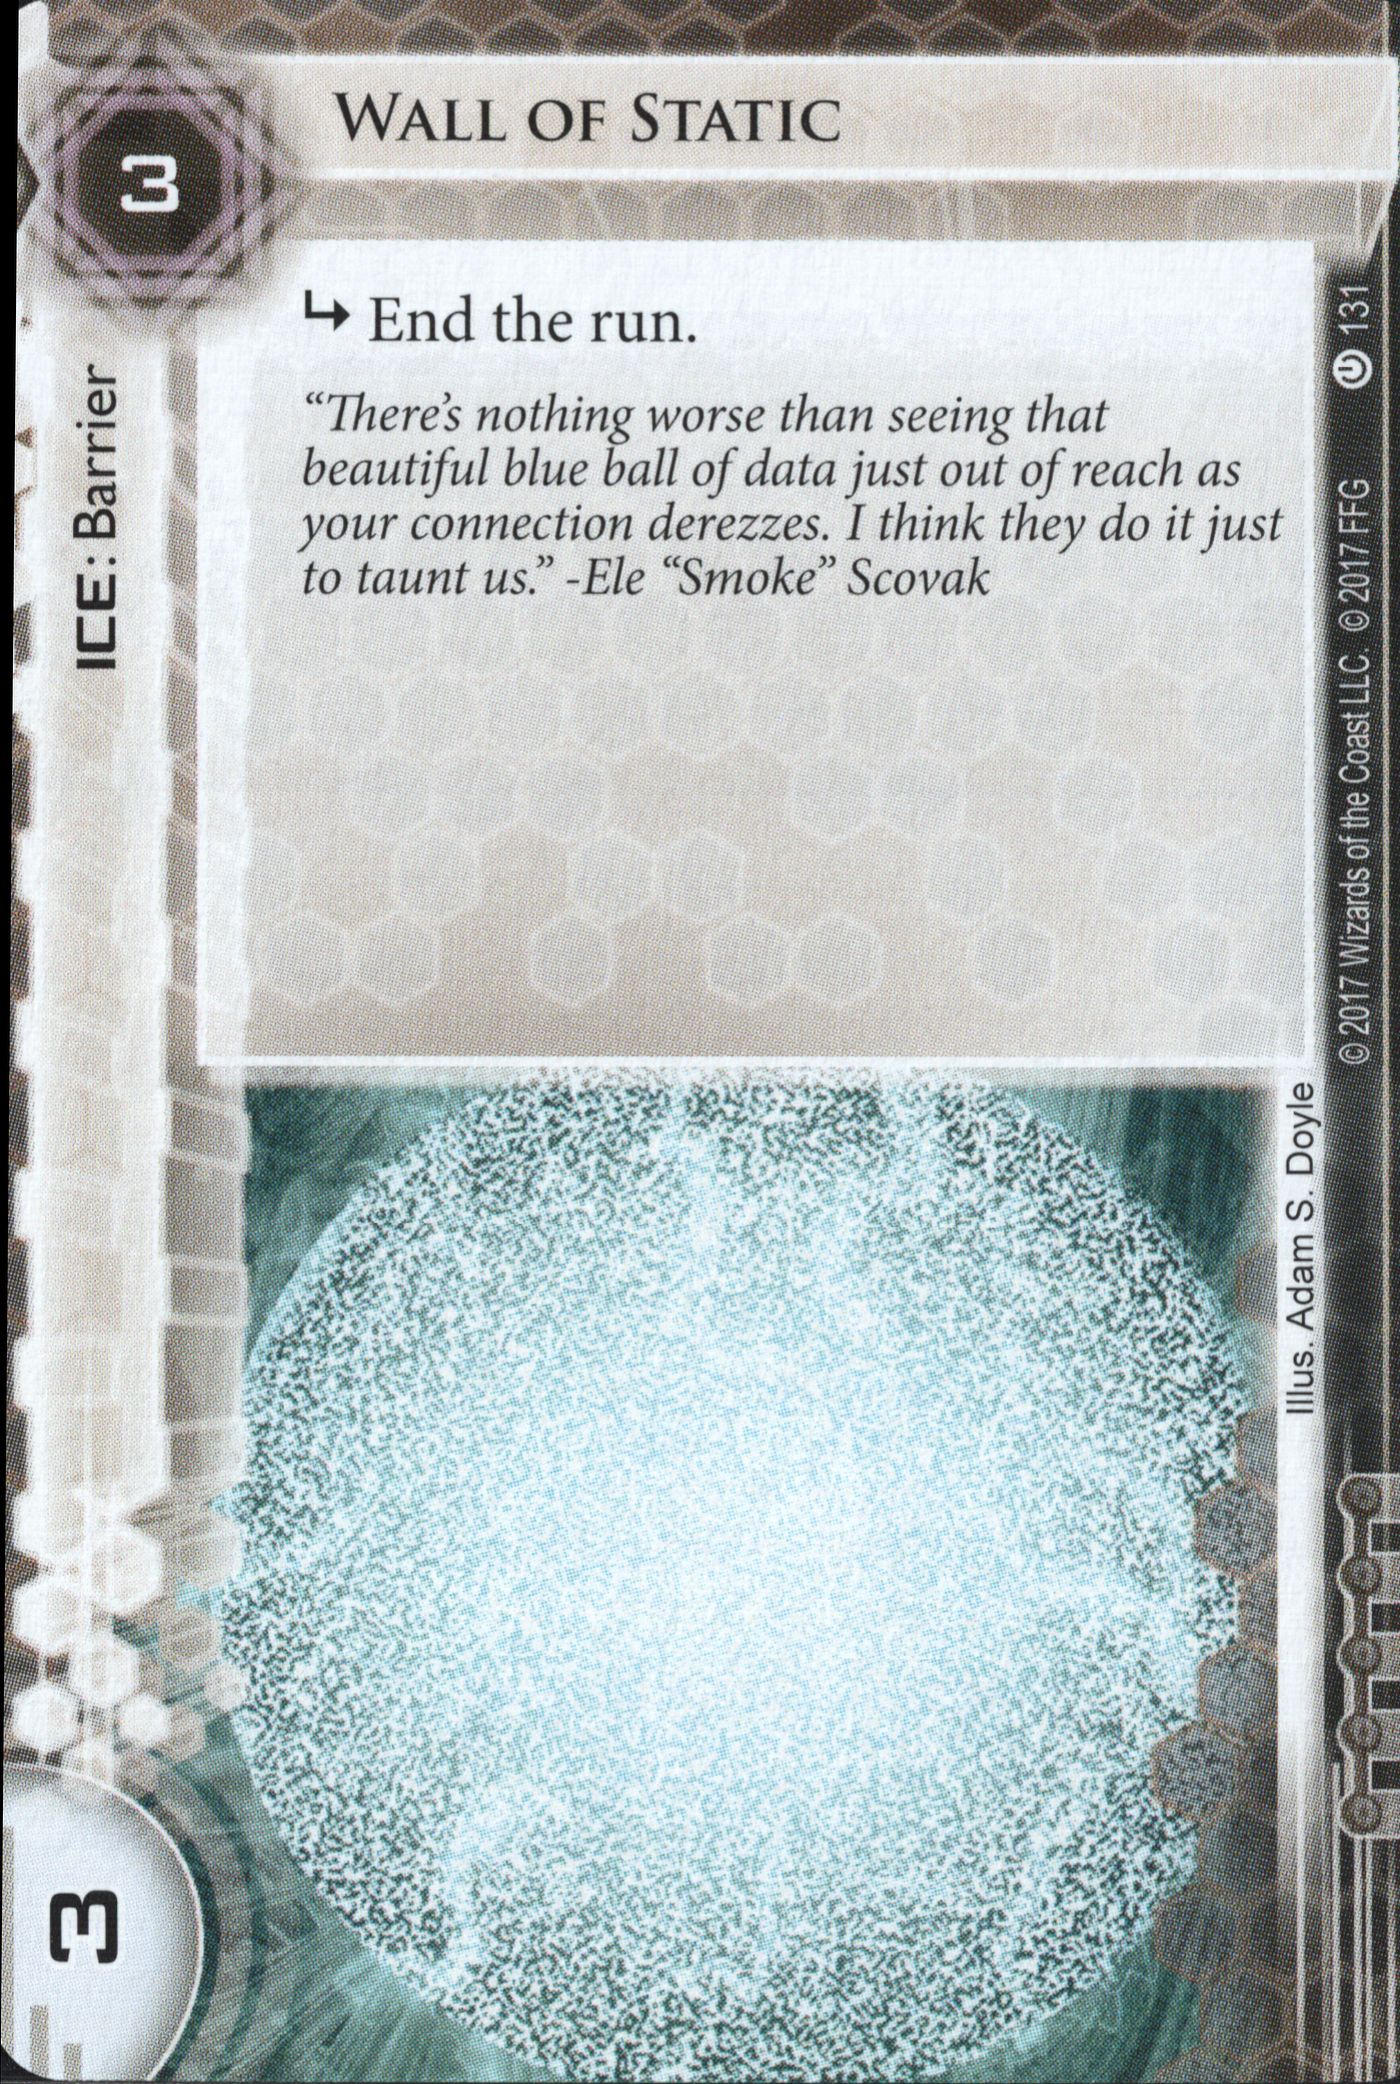 3
WALL OF STATIC
ICE: Barrier
↳ End the run.
“There’s nothing worse than seeing that
beautiful blue ball of data just out of reach as
your connection derezzes. I think they do it just
to taunt us.” -Ele “Smoke” Scovak
3
Illus. Adam S. Doyle
© 2017 Wizards of the Coast LLC. © 2017 FFG 131